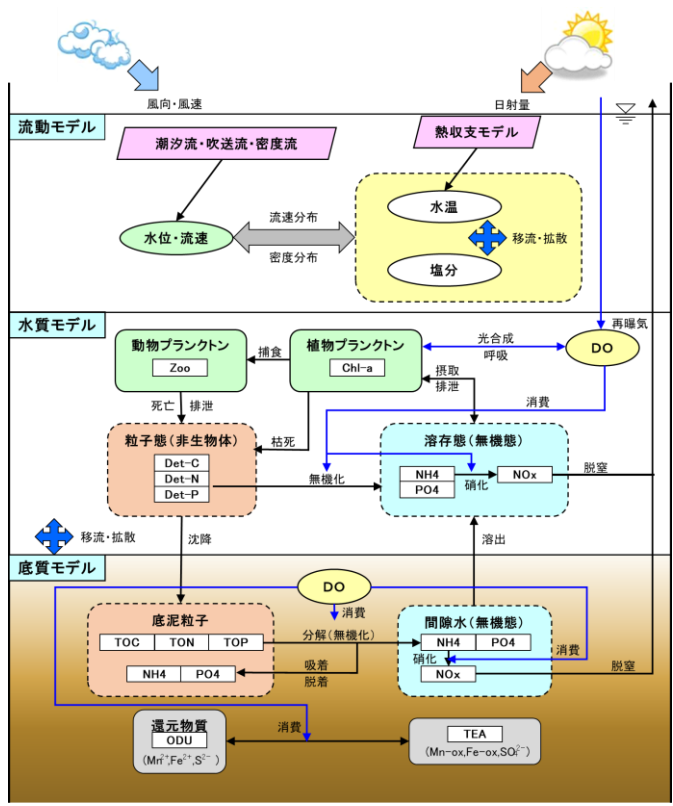 風向・風速
日射量
流動モデル
潮汐流・吹送流・密度流
熱収支モデル
水温
流速分布
水位・流速
移流・拡散
密度分布
塩分
水質モデル
再曝気
動物プランクトン
植物プランクトン
光合成
DO
捕食
呼吸
Zoo
Chl-a
摂取
排泄
消費
死亡
排泄
粒子態(非生物体)
枯死
溶存態(無機態)
Det-C
Det-N
Det-P
無機化
NH4
PO4
硝化
NOx
脱窒
移流・拡散
沈降
溶出
底質モデル
DO
消費
底泥粒子
間隙水(無機態)
分解(無機化)
TOC
TON
TOP
NH4
PO4
消費
吸着
硝化
NH4
PO4
脱着
NOx
脱窒
還元物質
消費
ODU
TEA
(Mn²⁺,Fe²⁺,S²⁻)
(Mn-ox,Fe-ox,SO₄²⁻)